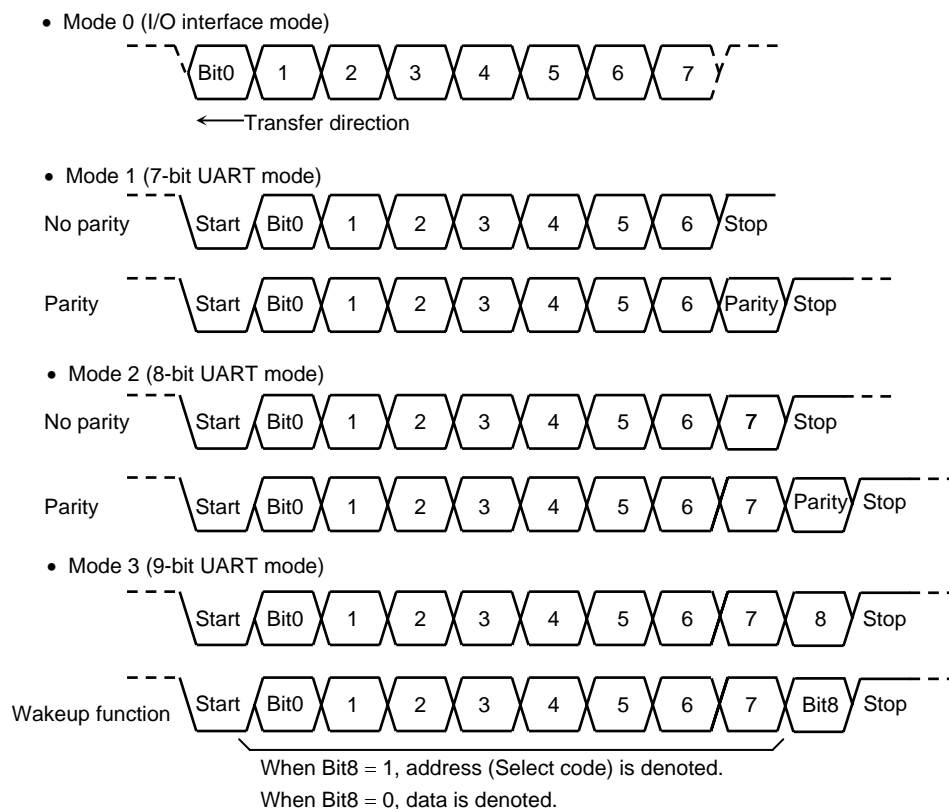 • Mode 0 (I/O interface mode)
Bit0 1 2 3 4 5 6 7
←Transfer direction
• Mode 1 (7-bit UART mode)
No parity Start Bit0 1 2 3 4 5 6 Stop
Parity Start Bit0 1 2 3 4 5 6 Parity Stop
• Mode 2 (8-bit UART mode)
No parity Start Bit0 1 2 3 4 5 6 7 Stop
Parity Start Bit0 1 2 3 4 5 6 7 Parity Stop
• Mode 3 (9-bit UART mode)
Start Bit0 1 2 3 4 5 6 7 8 Stop
Wakeup function Start Bit0 1 2 3 4 5 6 7 Bit8 Stop
When Bit8 = 1, address (Select code) is denoted.
When Bit8 = 0, data is denoted.